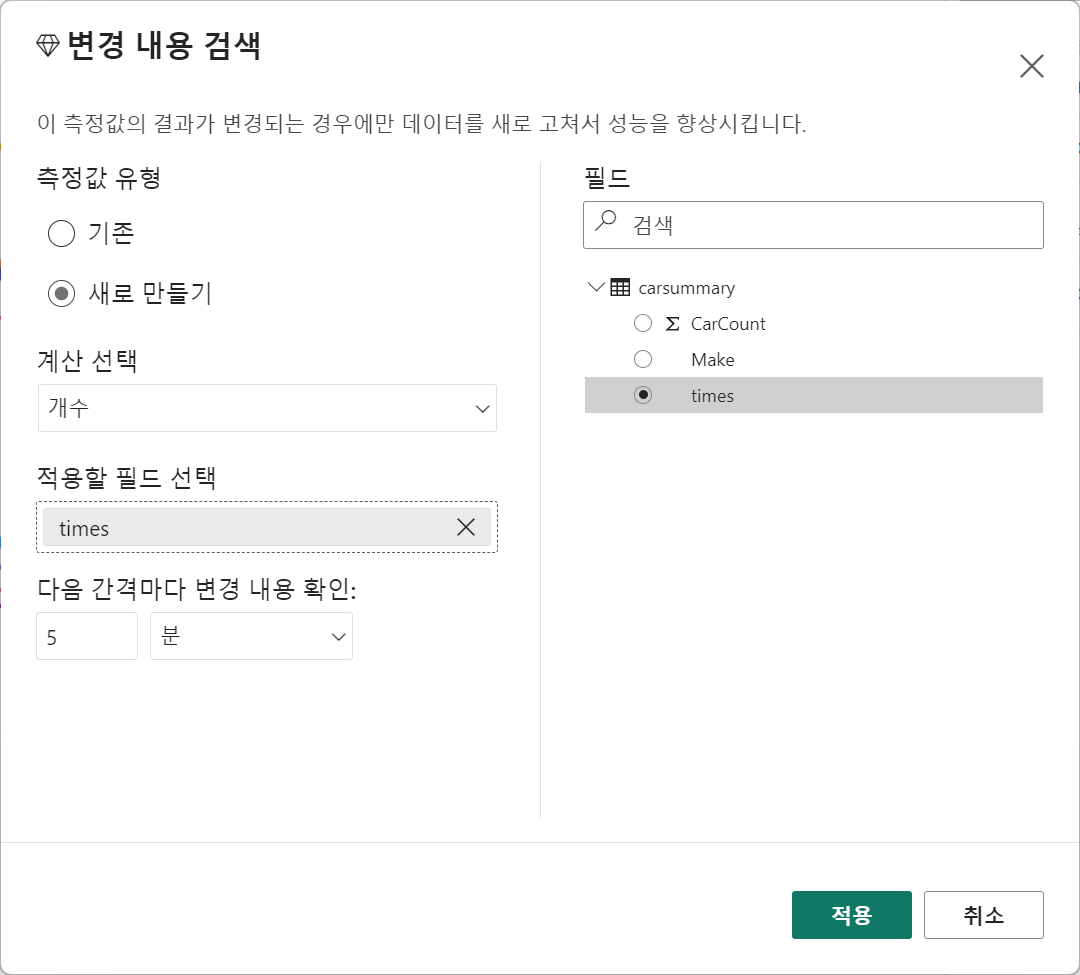 변경 내용 검색
이 측정값의 결과가 변경되는 경우에만 데이터를 새로 고쳐서 성능을 향상시킵니다.
측정값 유형
기존
새로 만들기
계산 선택
개수
적용할 필드 선택
times
다음 간격마다 변경 내용 확인:
5 분
필드
검색
carsummary
Σ CarCount
Make
times
적용 취소